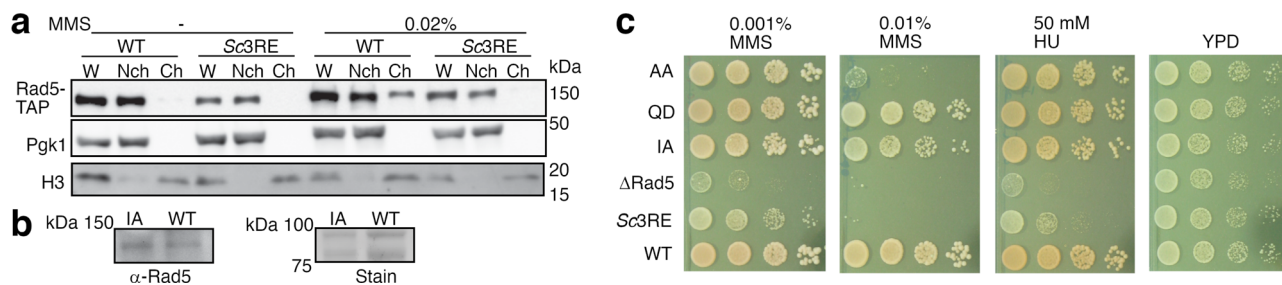 a
MMS - 0.02%
WT Sc3RE WT Sc3RE
W Nch Ch W Nch Ch W Nch Ch W Nch Ch kDa
Rad5-
TAP
150
50
Pgk1
20
H3
15
b
kDa 150 IA WT
α-Rad5
kDa 100 IA WT
75
Stain
c
0.001%
MMS
0.01%
MMS
50 mM
HU
YPD
AA
QD
IA
ΔRad5
Sc3RE
WT